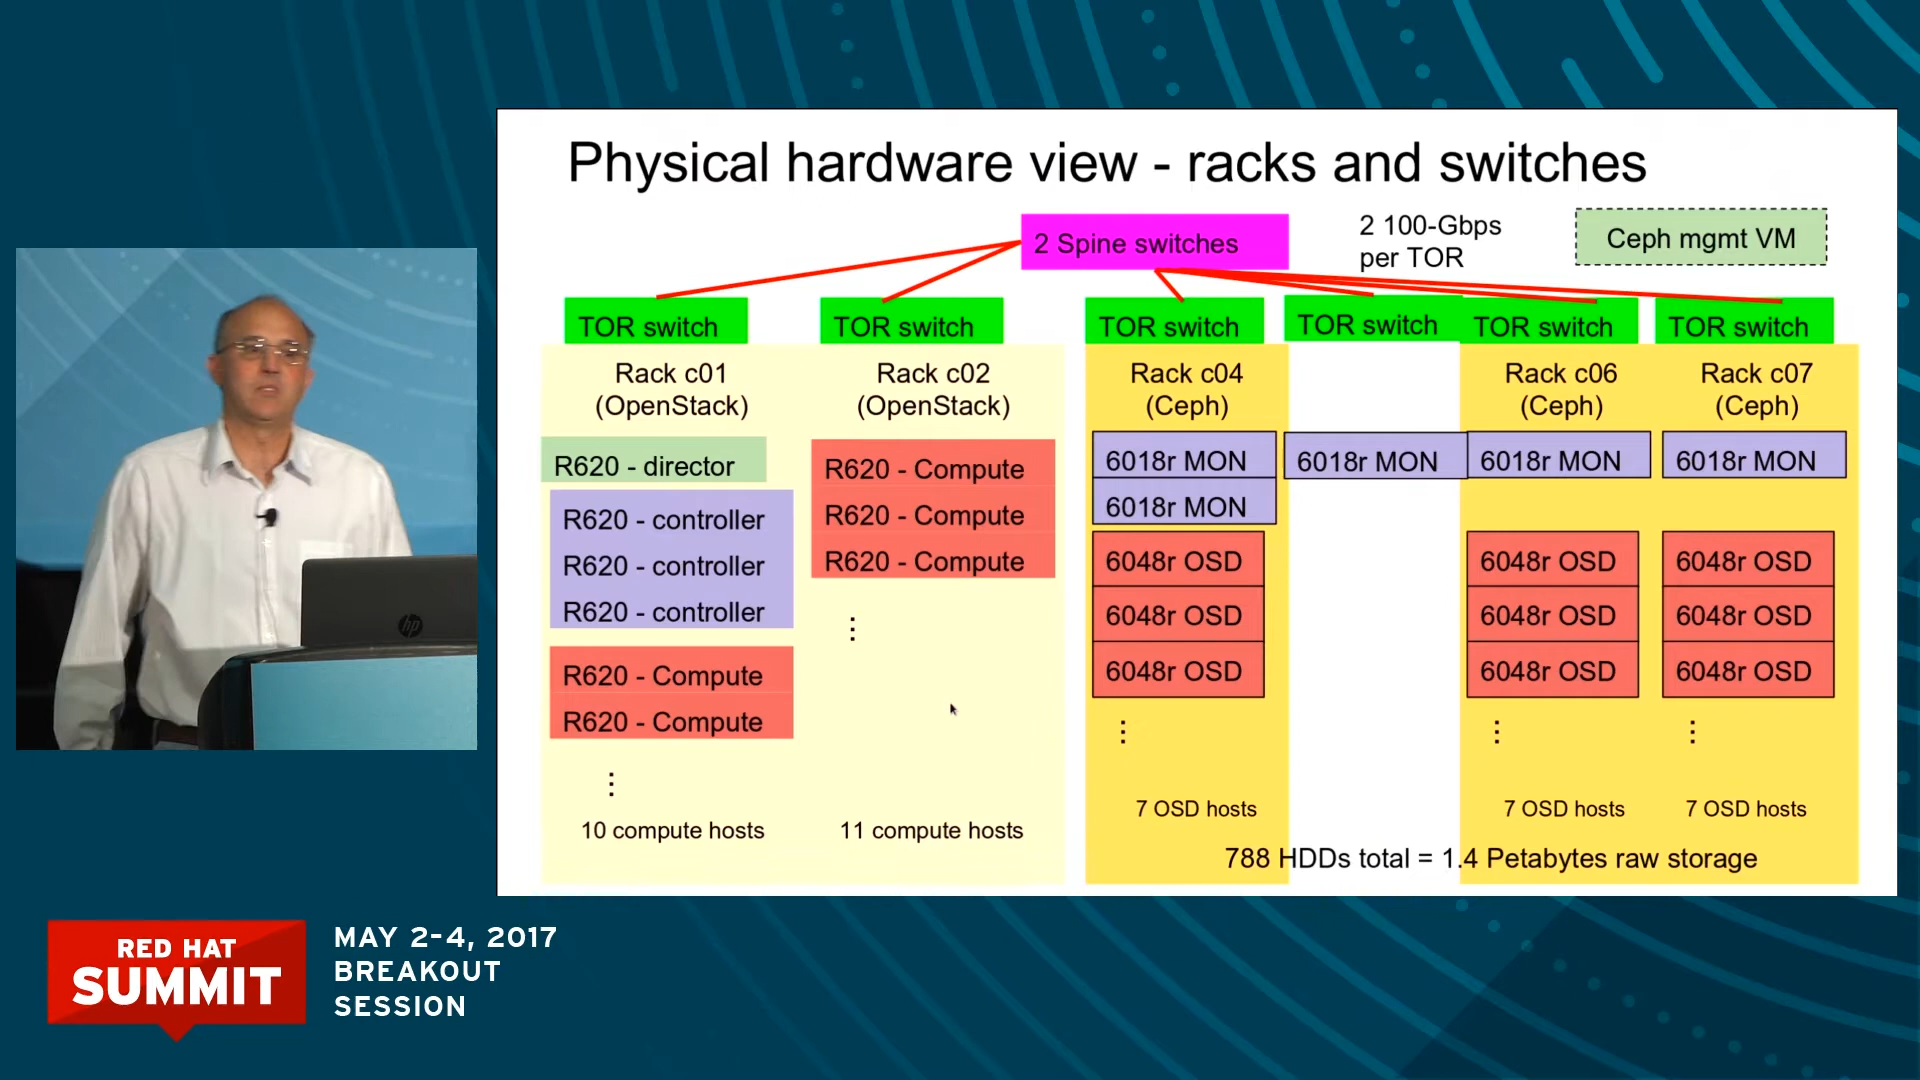 Physical hardware view - racks and switches
2 Spine switches
2 100-Gbps
per TOR
Ceph mgmt VM
TOR switch
TOR switch
TOR switch
TOR switch
TOR switch
TOR switch
Rack c01
(OpenStack)
R620 - director
R620 - controller
R620 - controller
R620 - controller
R620 - Compute
R620 - Compute
⋮
10 compute hosts
Rack c02
(OpenStack)
R620 - Compute
R620 - Compute
R620 - Compute
⋮
11 compute hosts
Rack c04
(Ceph)
6018r MON
6018r MON
6048r OSD
6048r OSD
6048r OSD
⋮
7 OSD hosts
6018r MON
Rack c06
(Ceph)
6018r MON
6048r OSD
6048r OSD
6048r OSD
⋮
7 OSD hosts
Rack c07
(Ceph)
6018r MON
6048r OSD
6048r OSD
6048r OSD
⋮
7 OSD hosts
788 HDDs total = 1.4 Petabytes raw storage
hp
RED HAT
SUMMIT
MAY 2-4, 2017
BREAKOUT
SESSION